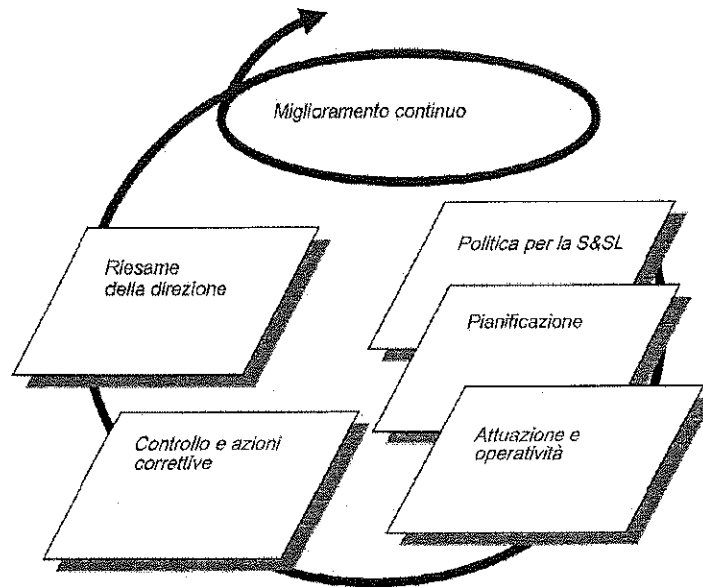 Miglioramento continuo
Politica per la S&SL
Pianificazione
Attuazione e
operatività
Controllo e azioni
correttive
Riesame
della direzione